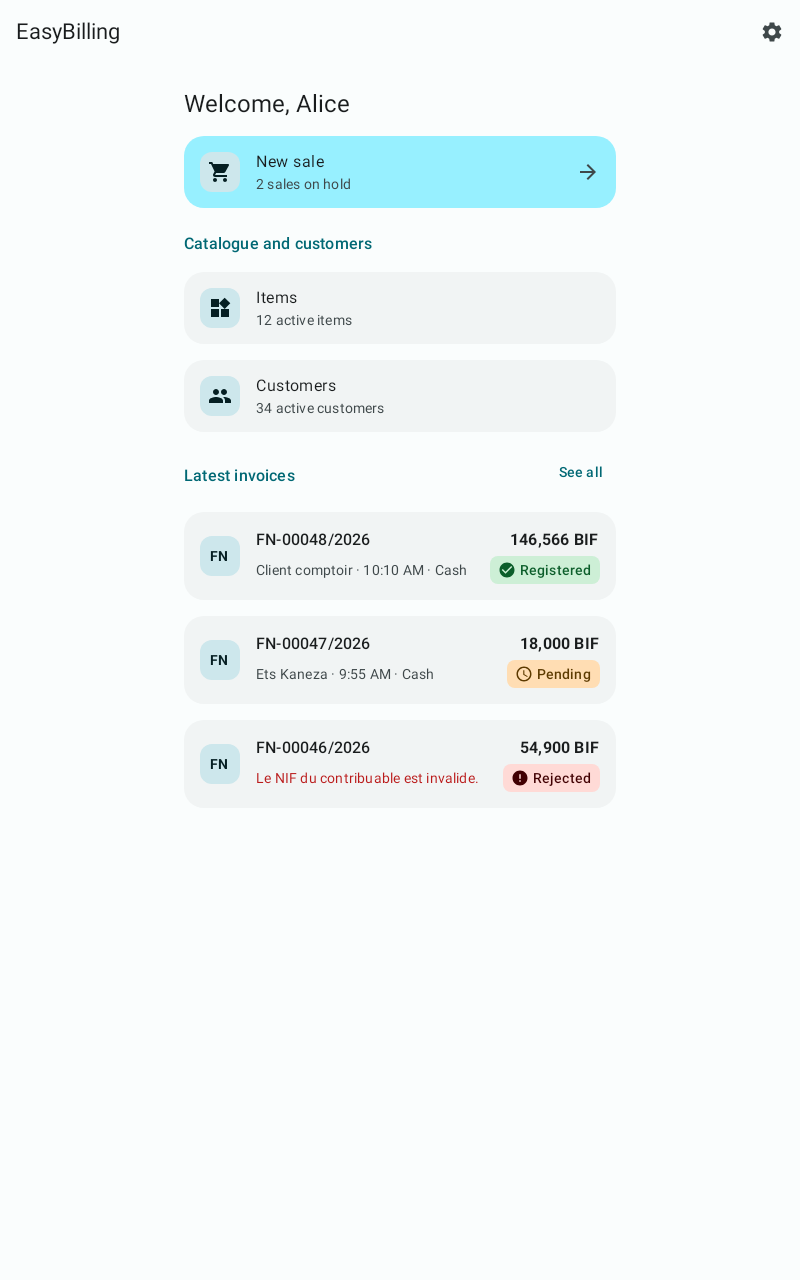 EasyBilling
Welcome, Alice
New sale
2 sales on hold
Catalogue and customers
Items
12 active items
Customers
34 active customers
Latest invoices
See all
FN
FN-00048/2026
146,566 BIF
Client comptoir · 10:10 AM · Cash
Registered
FN
FN-00047/2026
18,000 BIF
Ets Kaneza · 9:55 AM · Cash
Pending
FN
FN-00046/2026
54,900 BIF
Le NIF du contribuable est invalide.
Rejected